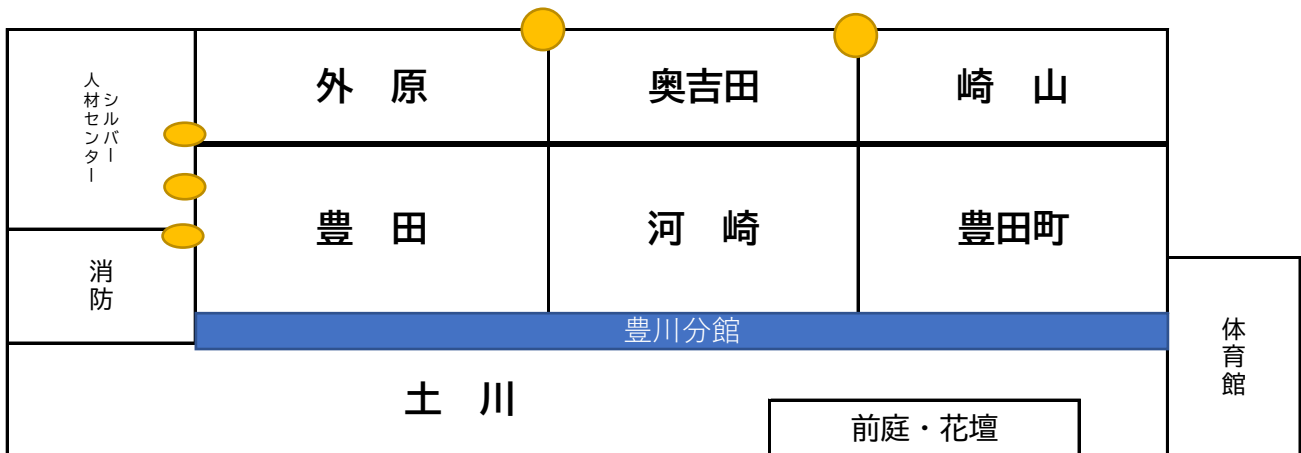 シルバー
人材センター
外　原
奥吉田
崎　山
豊　田
河　崎
豊田町
消防
豊川分館
体育館
土　川
前庭・花壇